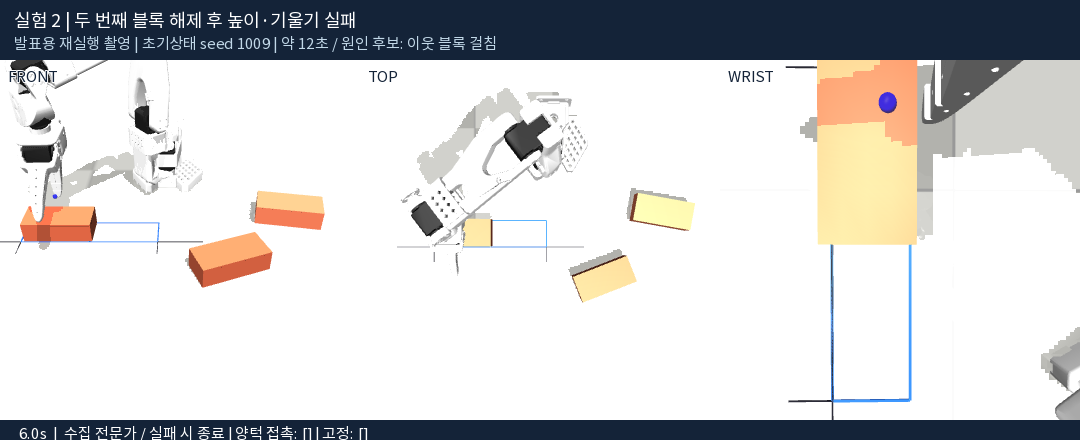 실험 2 | 두 번째 블록 해제 후 높이·기울기 실패
발표용 재실행 촬영 | 초기상태 seed 1009 | 약 12초 / 원인 후보: 이웃 블록 걸침
FRONT
TOP
WRIST
6.0s | 수집 전문가 / 실패 시 종료 | 양턱 접촉: [] | 고정: []